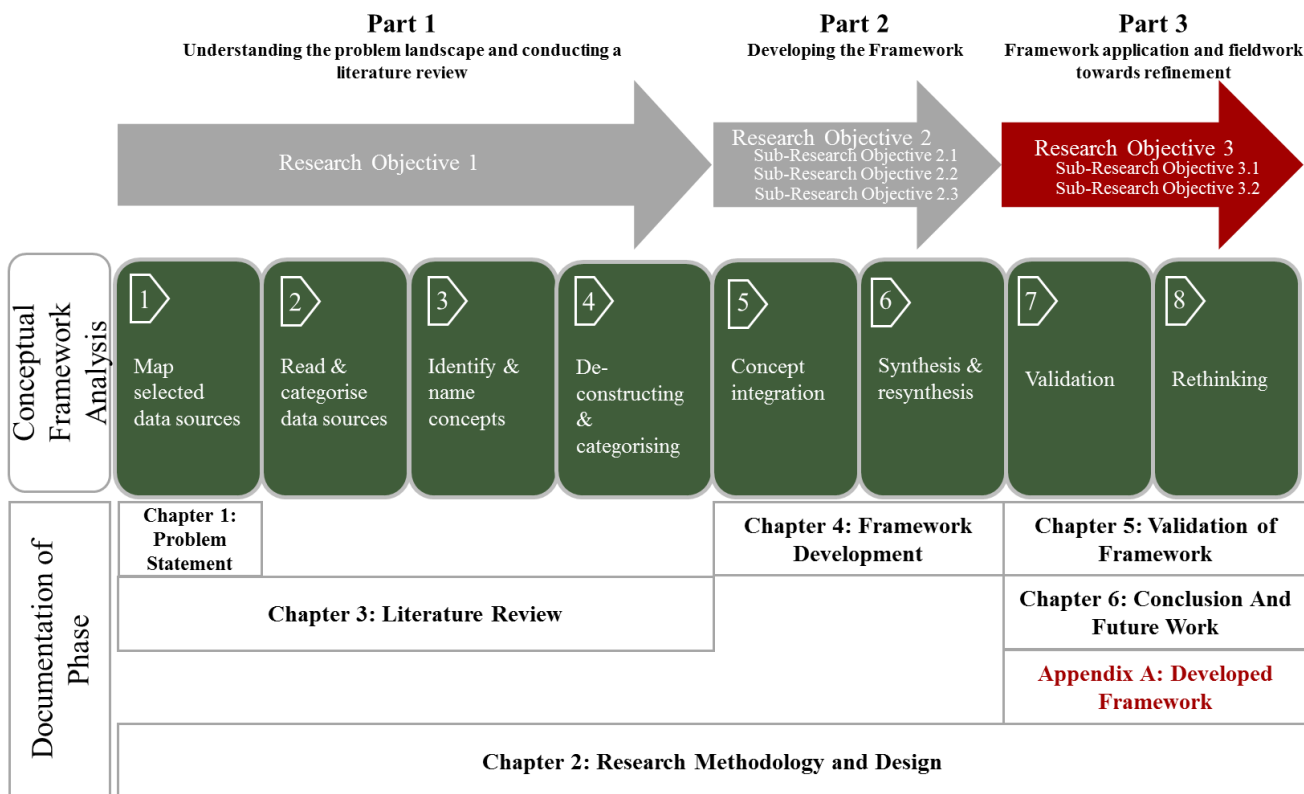 Part 1
Understanding the problem landscape and conducting a
literature review
Part 2
Developing the Framework
Part 3
Framework application and fieldwork
towards refinement
Research Objective 1
Research Objective 2
Sub-Research Objective 2.1
Sub-Research Objective 2.2
Sub-Research Objective 2.3
Research Objective 3
Sub-Research Objective 3.1
Sub-Research Objective 3.2
Conceptual
Framework
Analysis
1
Map
selected
data sources
2
Read &
categorise
data sources
3
Identify &
name
concepts
4
De-
constructing
&
categorising
5
Concept
integration
6
Synthesis &
resynthesis
7
Validation
8
Rethinking
Documentation of
Phase
Chapter 1:
Problem
Statement
Chapter 4: Framework
Development
Chapter 5: Validation of
Framework
Chapter 3: Literature Review
Chapter 6: Conclusion And
Future Work
Appendix A: Developed
Framework
Chapter 2: Research Methodology and Design